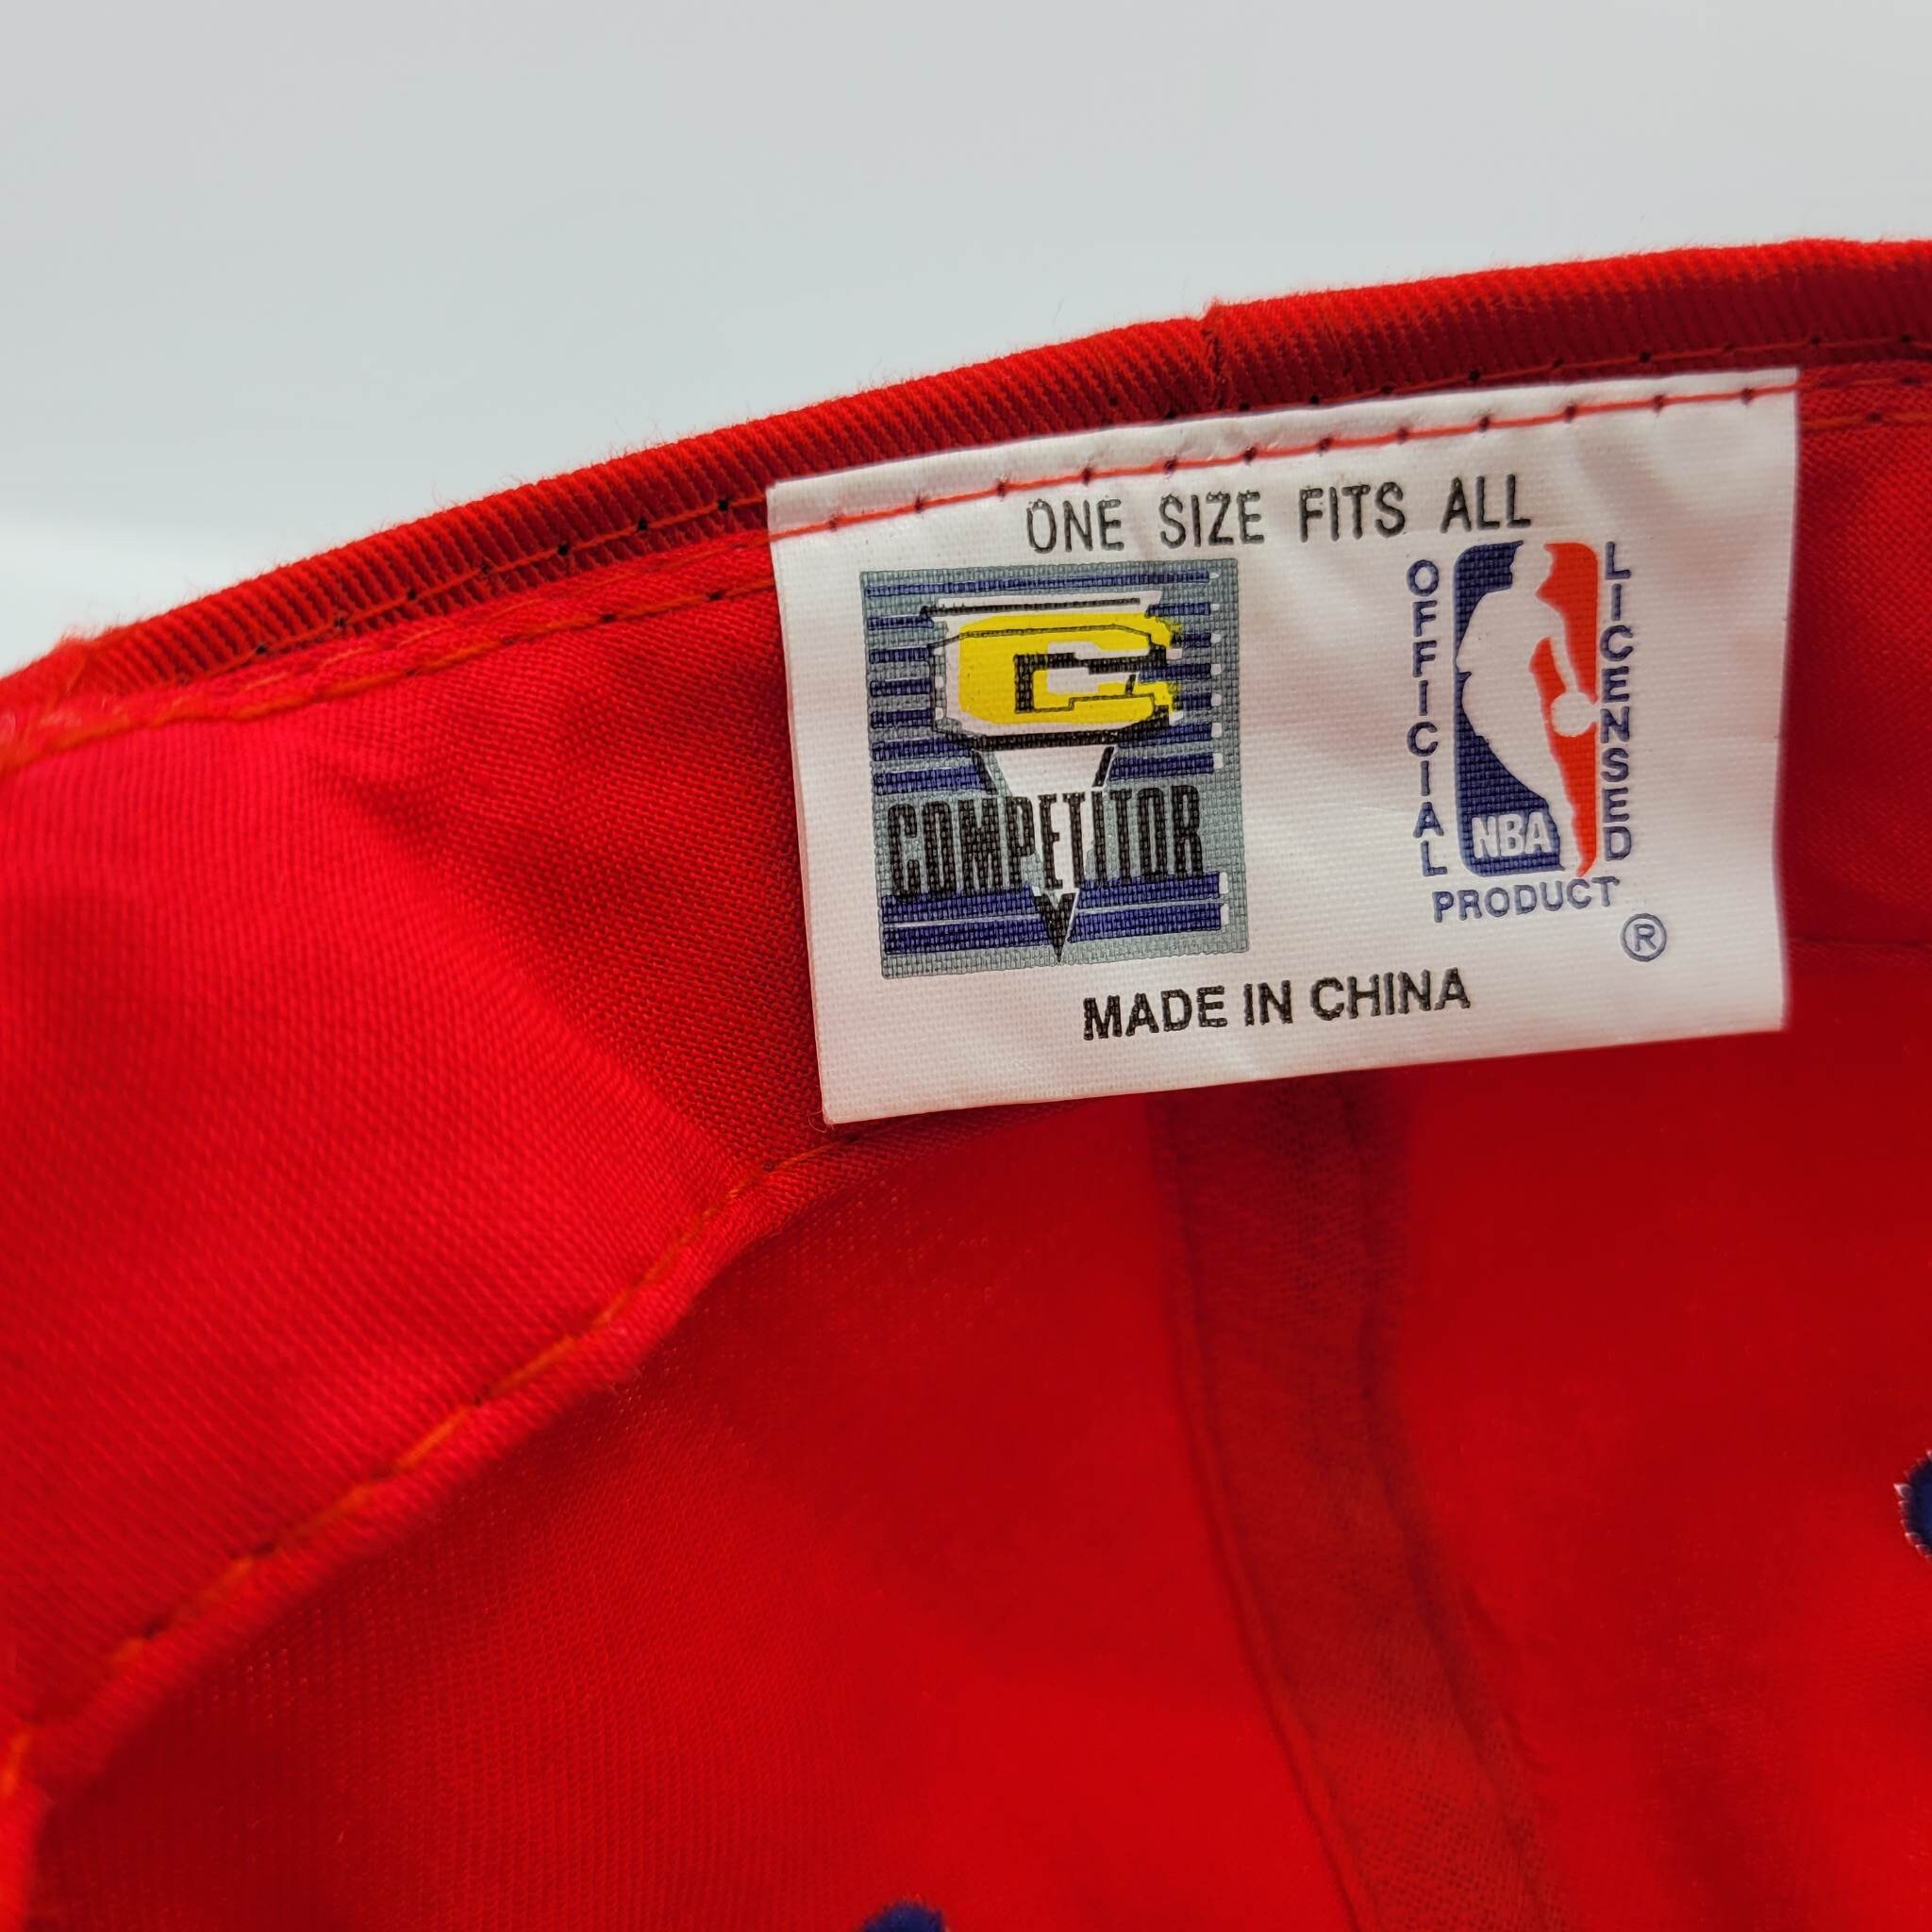 ONE SIZE FITS ALL
C
COMPETITOR
OFFICIAL
LICENSED
NBA
PRODUCT
®
MADE IN CHINA